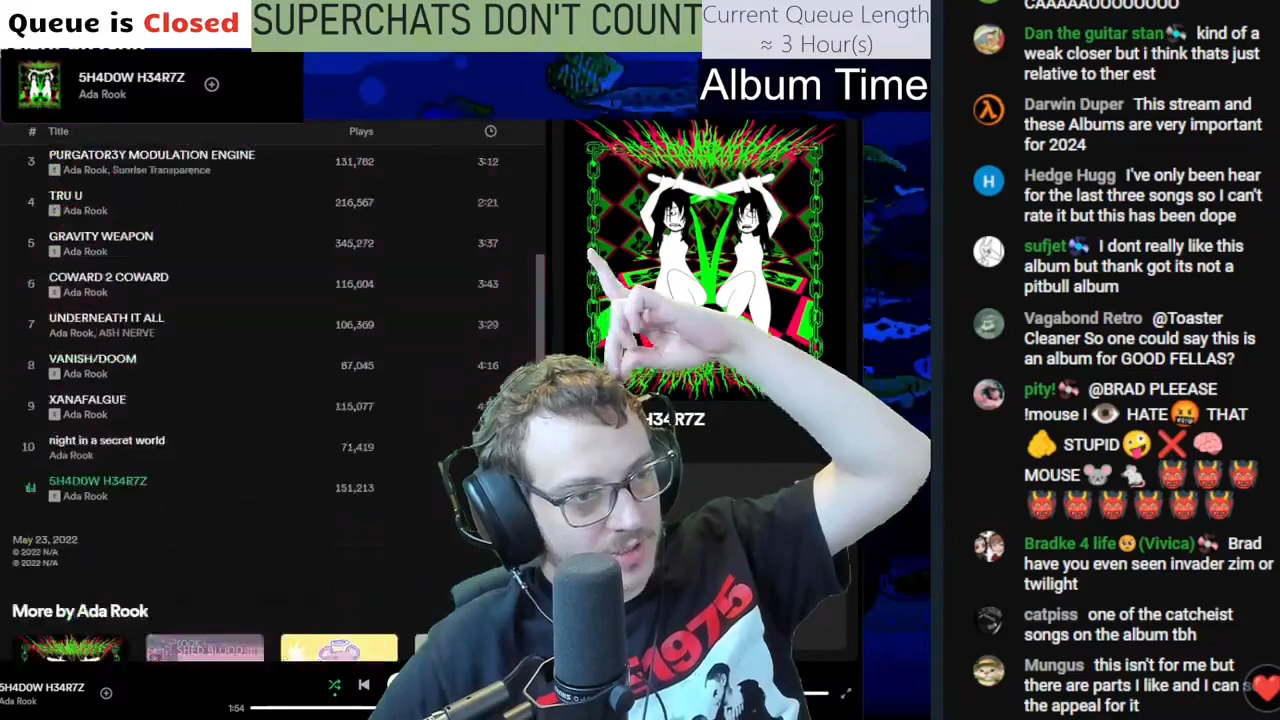 Queue is Closed
SUPERCHATS DON'T COUNT
Current Queue Length
≈ 3 Hour(s)
Album Time
5H4D0W H34R7Z
Ada Rook
# Title Plays
3 PURGATOR3Y MODULATION ENGINE 131,782 3:12
E Ada Rook, Sunrise Transparence
4 TRU U 216,567 2:21
E Ada Rook
5 GRAVITY WEAPON 345,272 3:37
E Ada Rook
6 COWARD 2 COWARD 116,604 3:43
E Ada Rook
7 UNDERNEATH IT ALL 106,369 3:29
Ada Rook, ASH NERVE
8 VANISH/DOOM 87,045 4:16
E Ada Rook
9 XANAFALGUE 115,077
E Ada Rook
10 night in a secret world 71,419
Ada Rook
5H4D0W H34R7Z 151,213
E Ada Rook
May 23, 2022
© 2022 N/A
℗ 2022 N/A
More by Ada Rook
SHED BLOOD
5H4D0W H34R7Z
Ada Rook
1:54
H34R7Z
1975
CAAAAAOOOOOOOO
Dan the guitar stan kind of a
weak closer but i think thats just
relative to ther est
Darwin Duper This stream and
these Albums are very important
for 2024
H
Hedge Hugg I've only been hear
for the last three songs so I can't
rate it but this has been dope
sufjet I dont really like this
album but thank got its not a
pitbull album
Vagabond Retro @Toaster
Cleaner So one could say this is
an album for GOOD FELLAS?
pity! @BRAD PLEEASE
!mouse I 👁️ HATE 🤬 THAT
🫵 STUPID 🤪 ❌ 🧠
MOUSE 🐭 🐁 👹 👹 👹
👹 👹 👹 👹 👹 👹
Bradke 4 life🥺(Vivica) Brad
have you even seen invader zim or
twilight
catpiss one of the catcheist
songs on the album tbh
Mungus this isn't for me but
there are parts I like and I can
the appeal for it